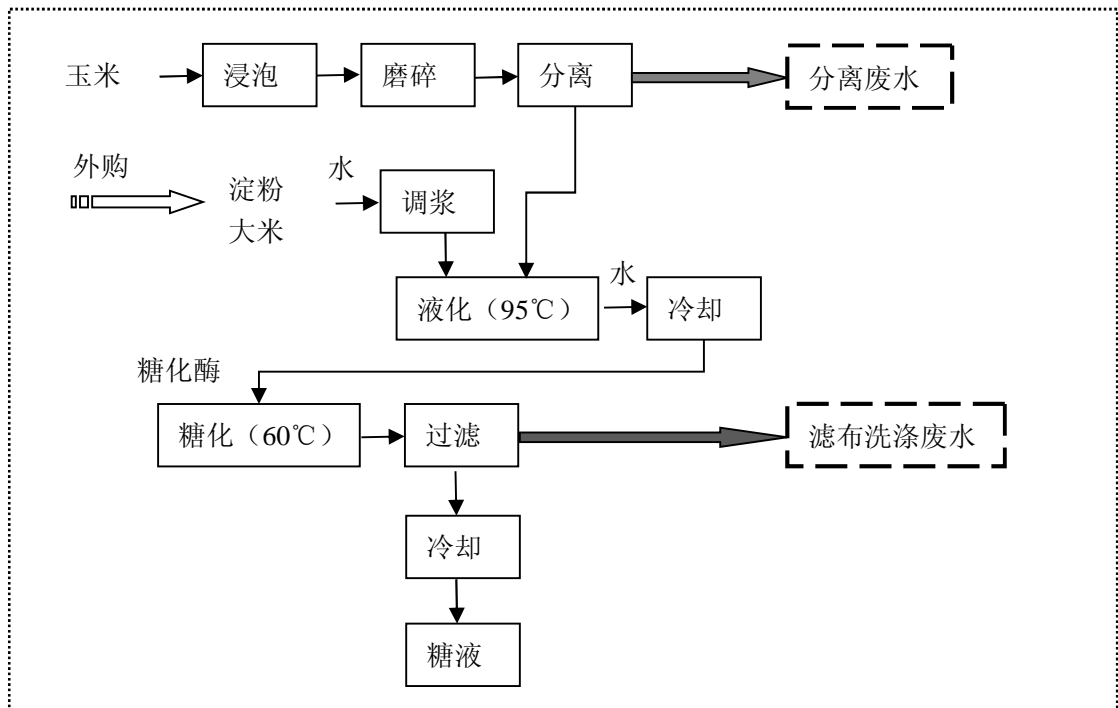 玉米
浸泡
磨碎
分离
分离废水
外购
淀粉
大米
水
调浆
液化（95℃）
水
冷却
糖化酶
糖化（60℃）
过滤
滤布洗涤废水
冷却
糖液